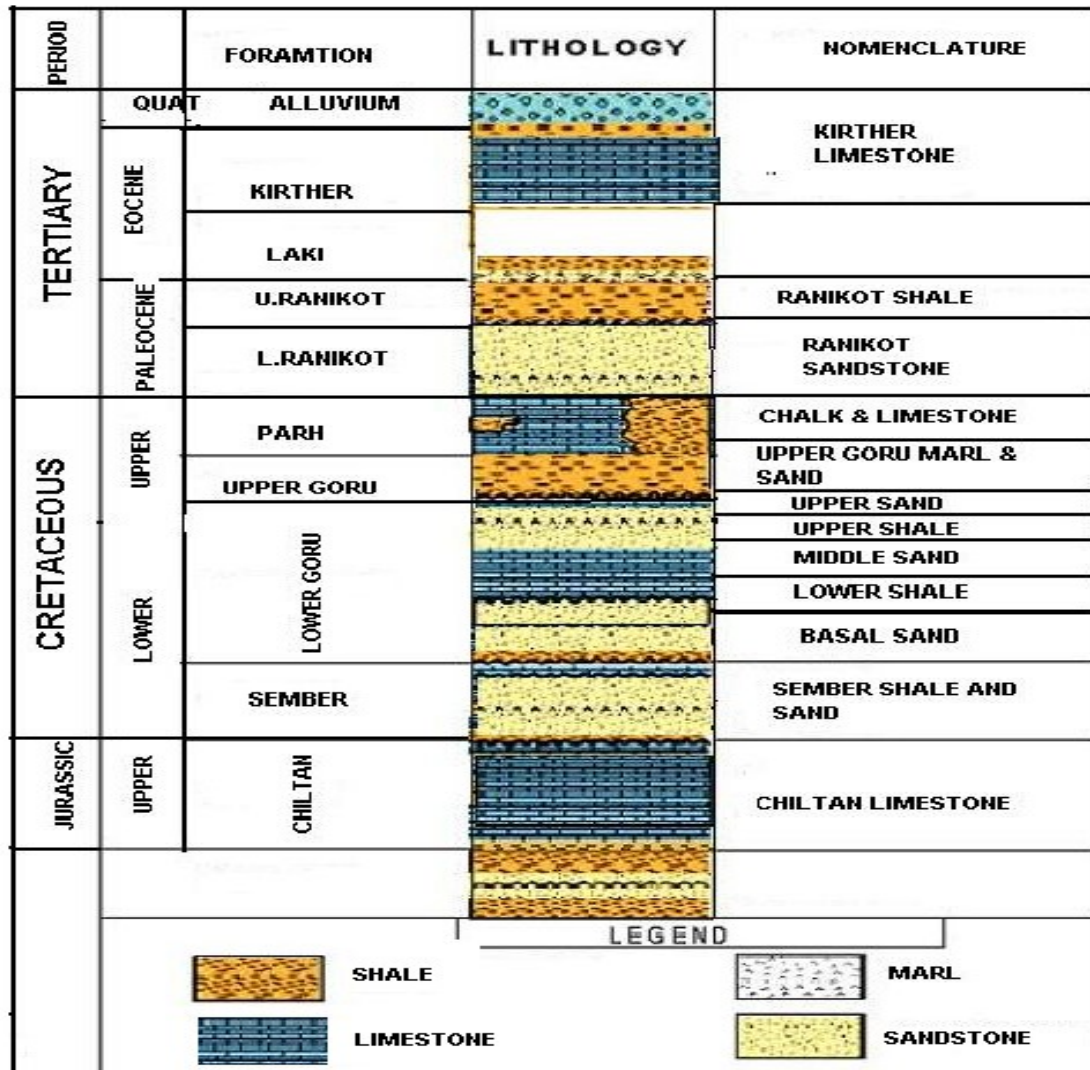 PERIOD
FORAMTION
LITHOLOGY
NOMENCLATURE
TERTIARY
QUAT
ALLUVIUM
KIRTHER
LIMESTONE
EOCENE
KIRTHER
LAKI
PALEOCENE
U.RANIKOT
RANIKOT SHALE
L.RANIKOT
RANIKOT
SANDSTONE
CRETACEOUS
UPPER
PARH
CHALK & LIMESTONE
UPPER GORU
UPPER GORU MARL &
SAND
LOWER
LOWER GORU
UPPER SAND
UPPER SHALE
MIDDLE SAND
LOWER SHALE
BASAL SAND
SEMBER
SEMBER SHALE AND
SAND
JURASSIC
UPPER
CHILTAN
CHILTAN LIMESTONE
LEGEND
SHALE
MARL
LIMESTONE
SANDSTONE